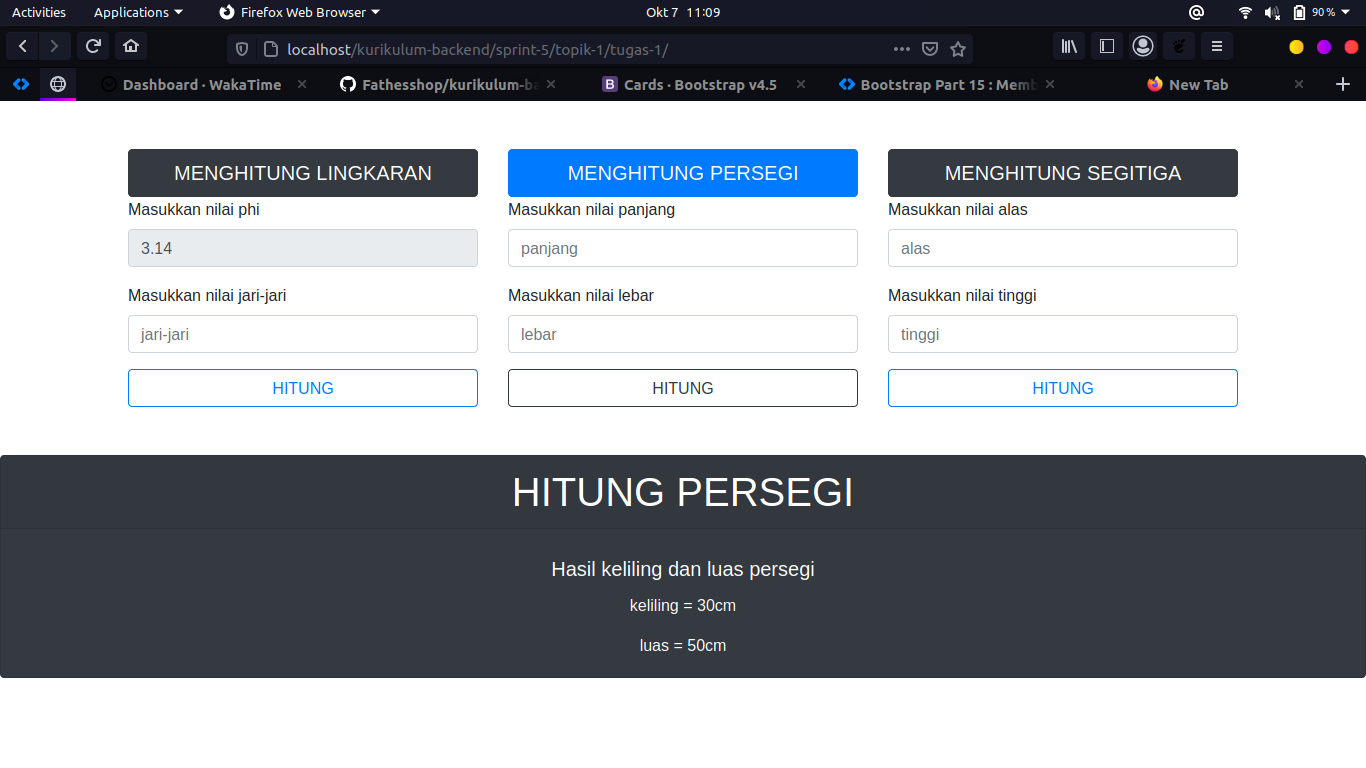 Activities Applications Firefox Web Browser Okt 7 11:09 90 %
localhost/kurikulum-backend/sprint-5/topik-1/tugas-1/
Dashboard · WakaTime Fathesshop/kurikulum-ba Cards · Bootstrap v4.5 Bootstrap Part 15 : Memb New Tab
MENGHITUNG LINGKARAN MENGHITUNG PERSEGI MENGHITUNG SEGITIGA
Masukkan nilai phi Masukkan nilai panjang Masukkan nilai alas
3.14 panjang alas
Masukkan nilai jari-jari Masukkan nilai lebar Masukkan nilai tinggi
jari-jari lebar tinggi
HITUNG HITUNG HITUNG
HITUNG PERSEGI
Hasil keliling dan luas persegi
keliling = 30cm
luas = 50cm